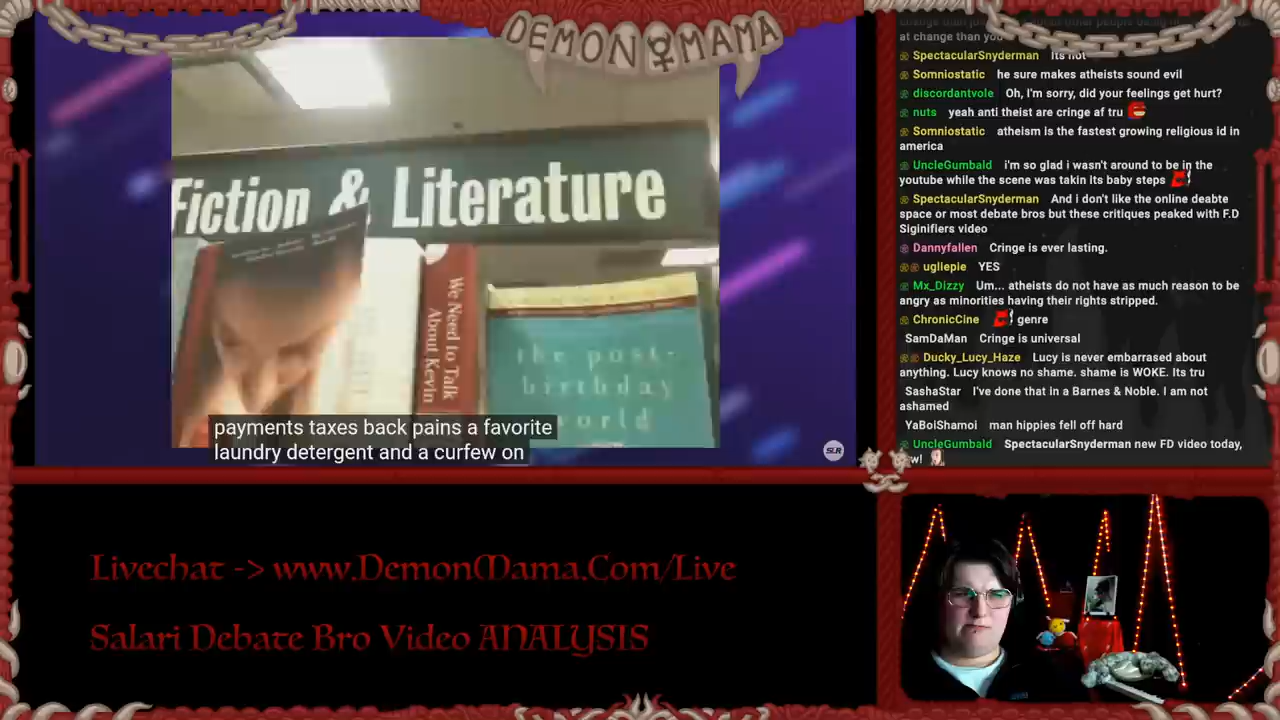 DEMON MAMA
Fiction & Literature
We Need to Talk
About Kevin
the post-
birthday
world
payments taxes back pains a favorite
laundry detergent and a curfew on
SLR
at change than you
SpectacularSnyderman Its not
Somniostatic he sure makes atheists sound evil
discordantvole Oh, I'm sorry, did your feelings get hurt?
nuts yeah anti theist are cringe af tru
Somniostatic atheism is the fastest growing religious id in
america
UncleGumbald i'm so glad i wasn't around to be in the
youtube while the scene was takin its baby steps
SpectacularSnyderman And i don't like the online deabte
space or most debate bros but these critiques peaked with F.D
Siginifiers video
Dannyfallen Cringe is ever lasting.
ugliepie YES
Mx_Dizzy Um... atheists do not have as much reason to be
angry as minorities having their rights stripped.
ChronicCine genre
SamDaMan Cringe is universal
Ducky_Lucy_Haze Lucy is never embarrased about
anything. Lucy knows no shame. shame is WOKE. Its tru
SashaStar I've done that in a Barnes & Noble. I am not
ashamed
YaBoiShamoi man hippies fell off hard
UncleGumbald SpectacularSnyderman new FD video today,
Livechat -> www.DemonMama.Com/Live
Salari Debate Bro Video ANALYSIS